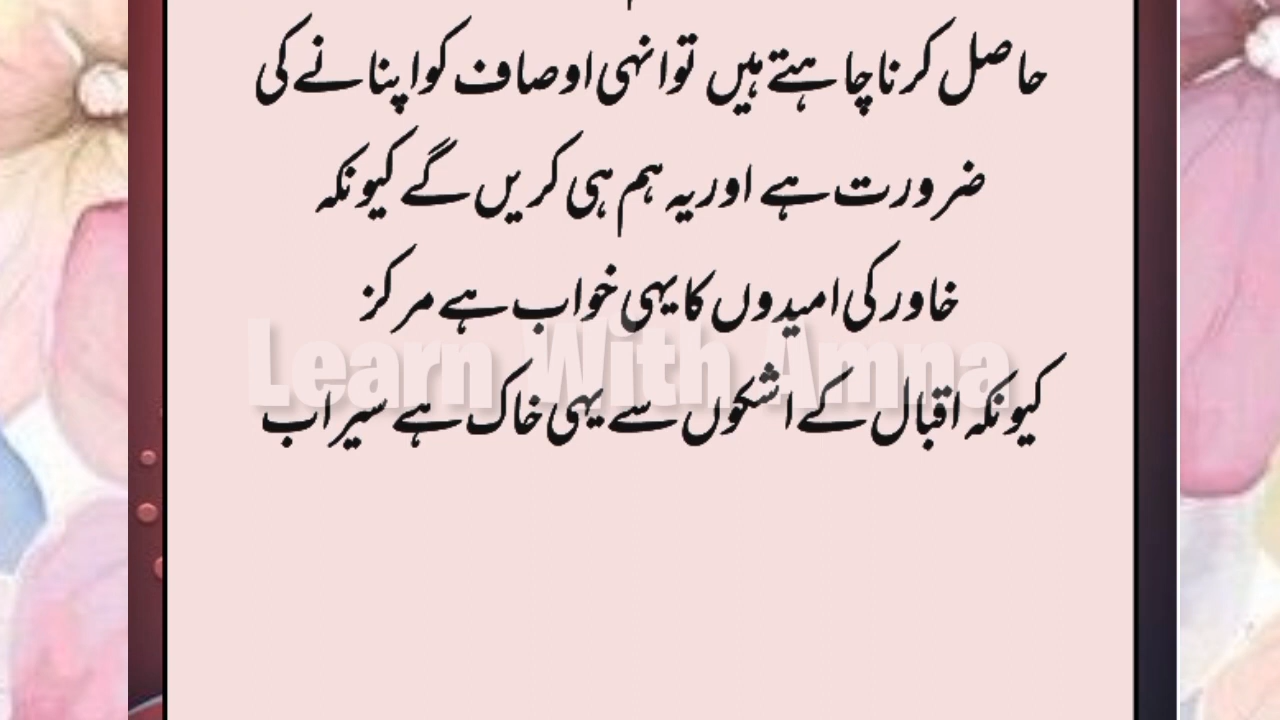 حاصل کرنا چاہتے ہیں تو انہی اوصاف کو اپنانے کی
ضرورت ہے اور یہ ہم ہی کریں گے کیونکہ
خاور کی امیدوں کا یہی خواب ہے مرکز
Learn With Amna
کیونکہ اقبال کے اشکوں سے یہی خاک ہے سیراب